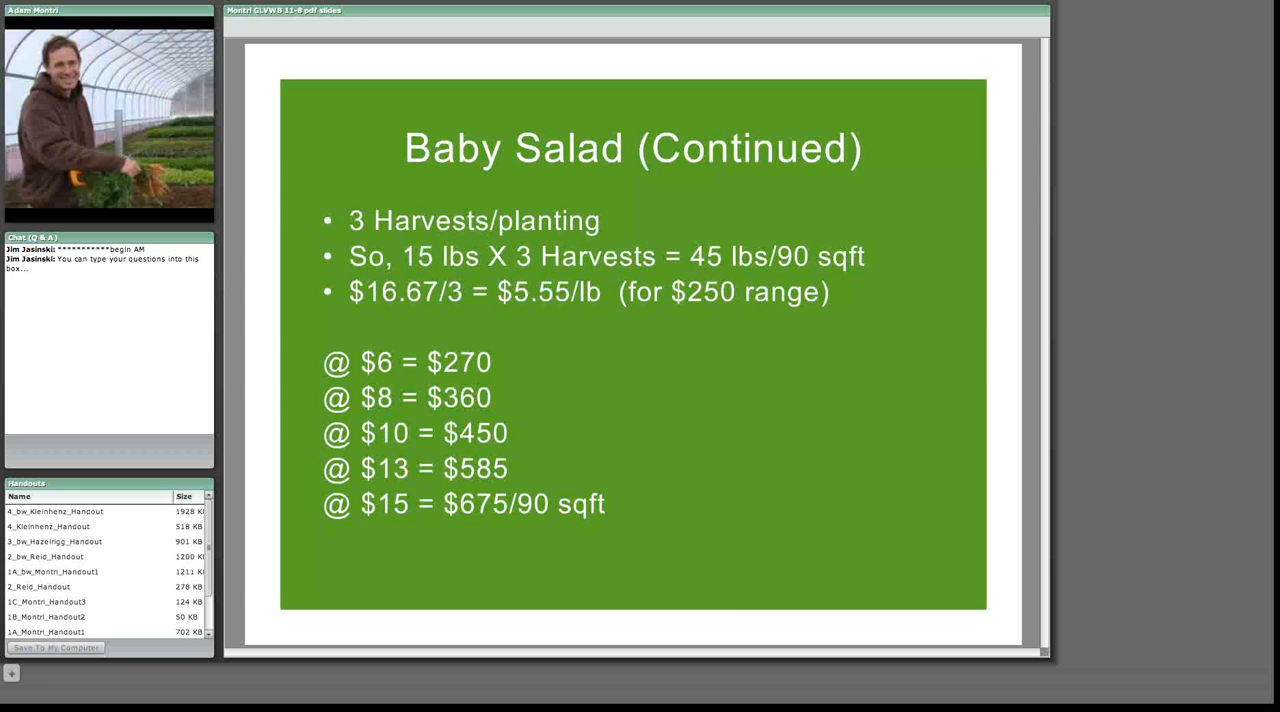 Adam Montri
Montri GLVWB 11-8 pdf slides
Baby Salad (Continued)
• 3 Harvests/planting
• So, 15 lbs X 3 Harvests = 45 lbs/90 sqft
• $16.67/3 = $5.55/lb (for $250 range)
@ $6 = $270
@ $8 = $360
@ $10 = $450
@ $13 = $585
@ $15 = $675/90 sqft
Chat (Q & A)
Jim Jasinski: ***********begin AM
Jim Jasinski: You can type your questions into this
box...
Handouts
Name Size
4_bw_Kleinhenz_Handout 1928 K
4_Kleinhenz_Handout 518 KB
3_bw_Hazelrigg_Handout 901 KB
2_bw_Reid_Handout 1200 K
1A_bw_Montri_Handout1 1211 K
2_Reid_Handout 278 KB
1C_Montri_Handout3 124 KB
1B_Montri_Handout2 50 KB
1A_Montri_Handout1 702 KB
Save To My Computer